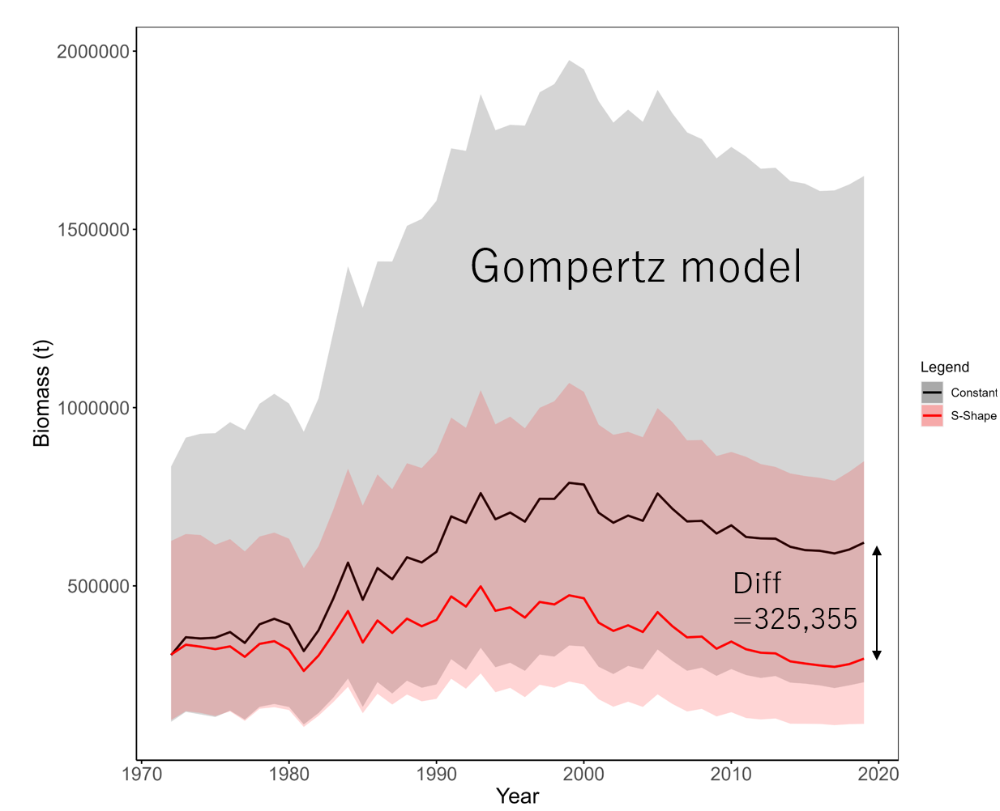 2000000
1500000
1000000
500000
Biomass (t)
Gompertz model
Diff
=325,355
Legend
Constant
S-Shape
1970 1980 1990 2000 2010 2020
Year